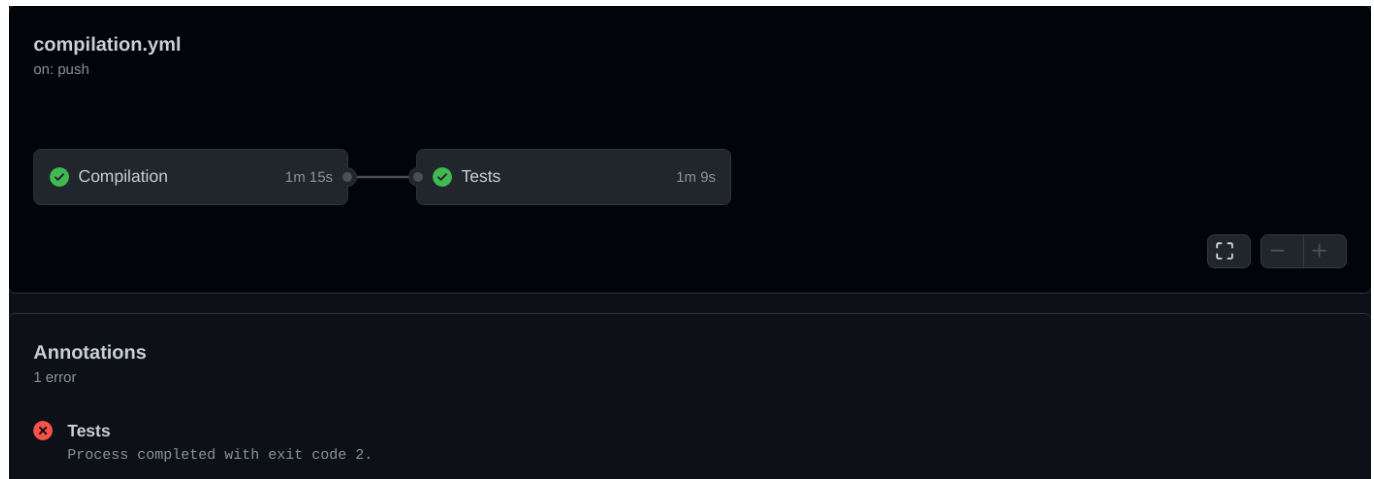 compilation.yml
on: push
Compilation 1m 15s
Tests 1m 9s
Annotations
1 error
Tests
Process completed with exit code 2.